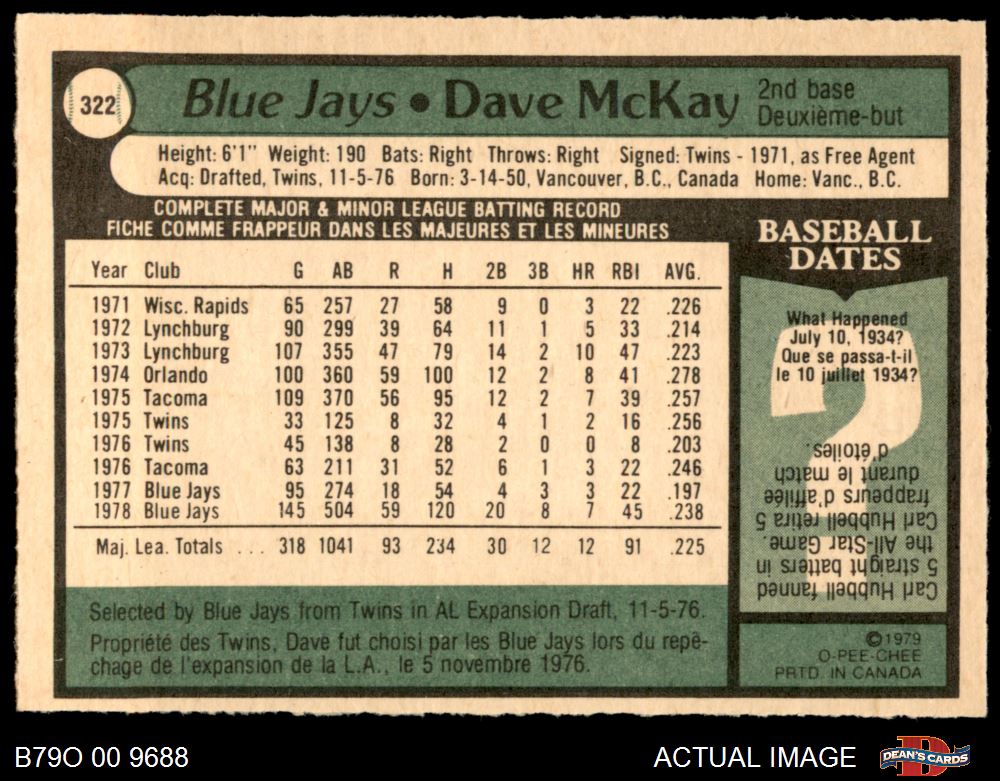 322
Blue Jays • Dave McKay
2nd base
Deuxième-but
Height: 6'1" Weight: 190 Bats: Right Throws: Right Signed: Twins - 1971, as Free Agent
Acq: Drafted, Twins, 11-5-76 Born: 3-14-50, Vancouver, B.C., Canada Home: Vanc., B.C.
COMPLETE MAJOR & MINOR LEAGUE BATTING RECORD
FICHE COMME FRAPPEUR DANS LES MAJEURES ET LES MINEURES
Year Club G AB R H 2B 3B HR RBI AVG.
1971 Wisc. Rapids 65 257 27 58 9 0 3 22 .226
1972 Lynchburg 90 299 39 64 11 1 5 33 .214
1973 Lynchburg 107 355 47 79 14 2 10 47 .223
1974 Orlando 100 360 59 100 12 2 8 41 .278
1975 Tacoma 109 370 56 95 12 2 7 39 .257
1975 Twins 33 125 8 32 4 1 2 16 .256
1976 Twins 45 138 8 28 2 0 0 8 .203
1976 Tacoma 63 211 31 52 6 1 3 22 .246
1977 Blue Jays 95 274 18 54 4 3 3 22 .197
1978 Blue Jays 145 504 59 120 20 8 7 45 .238
Maj. Lea. Totals ... 318 1041 93 234 30 12 12 91 .225
Selected by Blue Jays from Twins in AL Expansion Draft, 11-5-76.
Propriété des Twins, Dave fut choisi par les Blue Jays lors du repê-
chage de l'expansion de la L.A., le 5 novembre 1976.
BASEBALL
DATES
What Happened
July 10, 1934?
Que se passa-t-il
le 10 juillet 1934?
Carl Hubbell fanned
5 straight batters in
the All-Star Game.
Carl Hubbell retira 5
frappeurs d'affilée
durant le match
d'étoiles.
©1979
O-PEE-CHEE
PRTD. IN CANADA
B79O 00 9688
ACTUAL IMAGE
DEAN'S CARDS